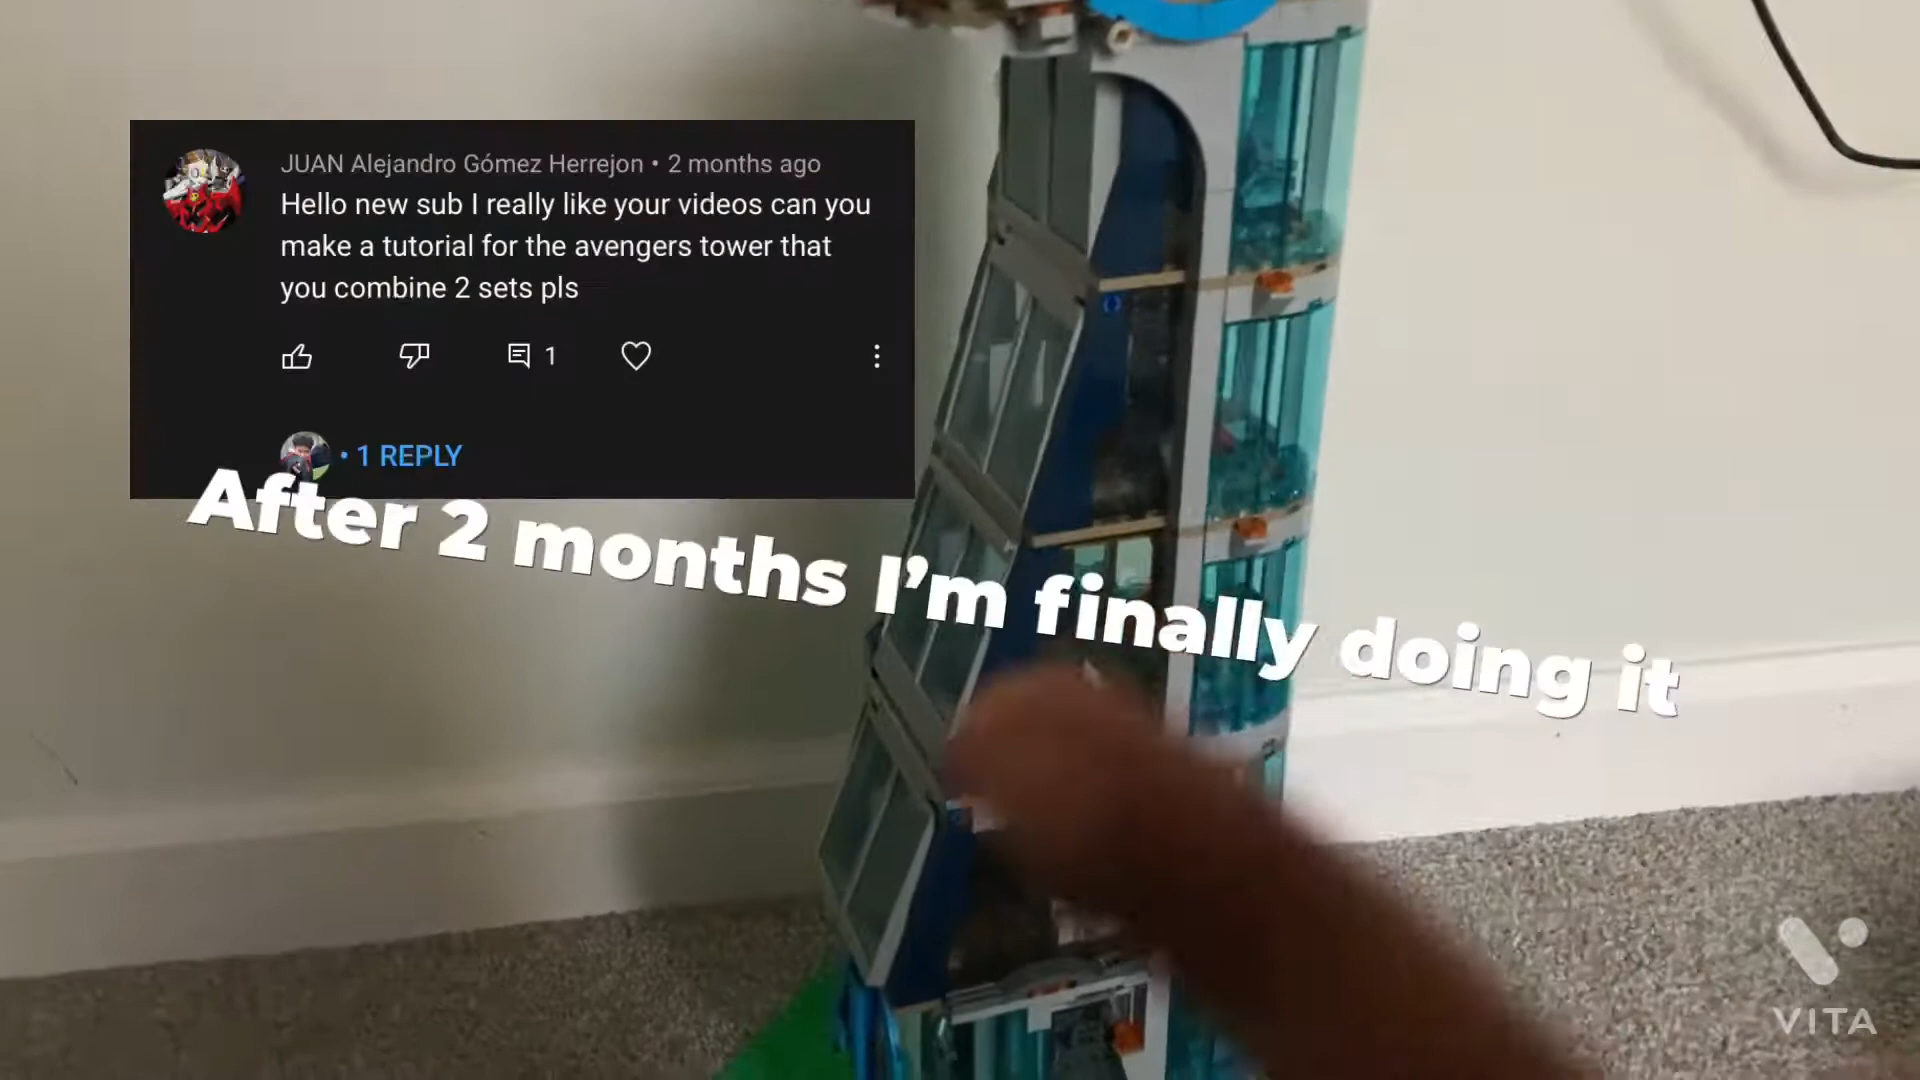 JUAN Alejandro Gómez Herrejon • 2 months ago
Hello new sub I really like your videos can you
make a tutorial for the avengers tower that
you combine 2 sets pls
1
• 1 REPLY
After 2 months I'm finally doing it
VITA